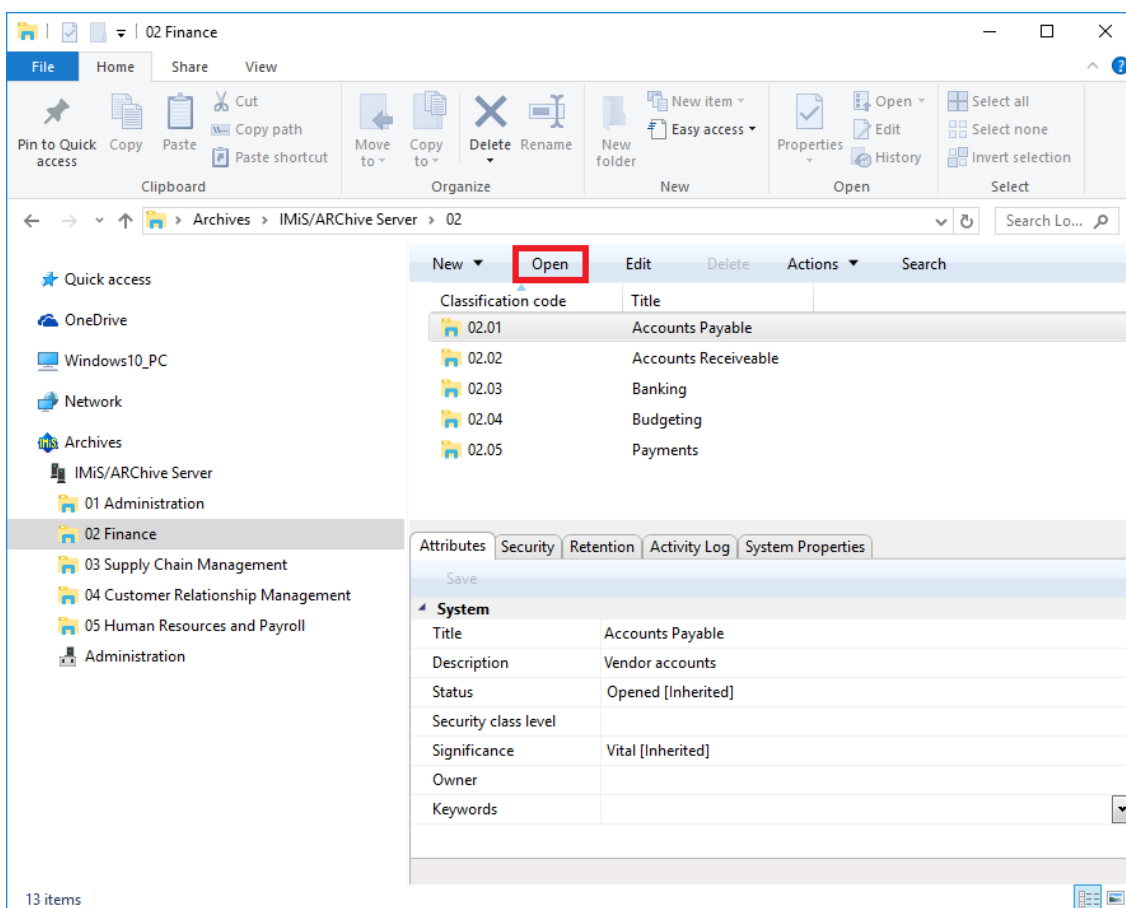 02 Finance
File Home Share View
Pin to Quick access Copy Paste Cut Copy path Paste shortcut Move to Copy to Delete Rename New folder New item Easy access Properties Open Edit History Select all Select none Invert selection
Clipboard Organize New Open Select
Archives > IMiS/ARChive Server > 02 Search Lo...
Quick access
OneDrive
Windows10_PC
Network
Archives
IMiS/ARChive Server
01 Administration
02 Finance
03 Supply Chain Management
04 Customer Relationship Management
05 Human Resources and Payroll
Administration
New Open Edit Delete Actions Search
Classification code Title
02.01 Accounts Payable
02.02 Accounts Receiveable
02.03 Banking
02.04 Budgeting
02.05 Payments
Attributes Security Retention Activity Log System Properties
Save
System
Title Accounts Payable
Description Vendor accounts
Status Opened [Inherited]
Security class level
Significance Vital [Inherited]
Owner
Keywords
13 items